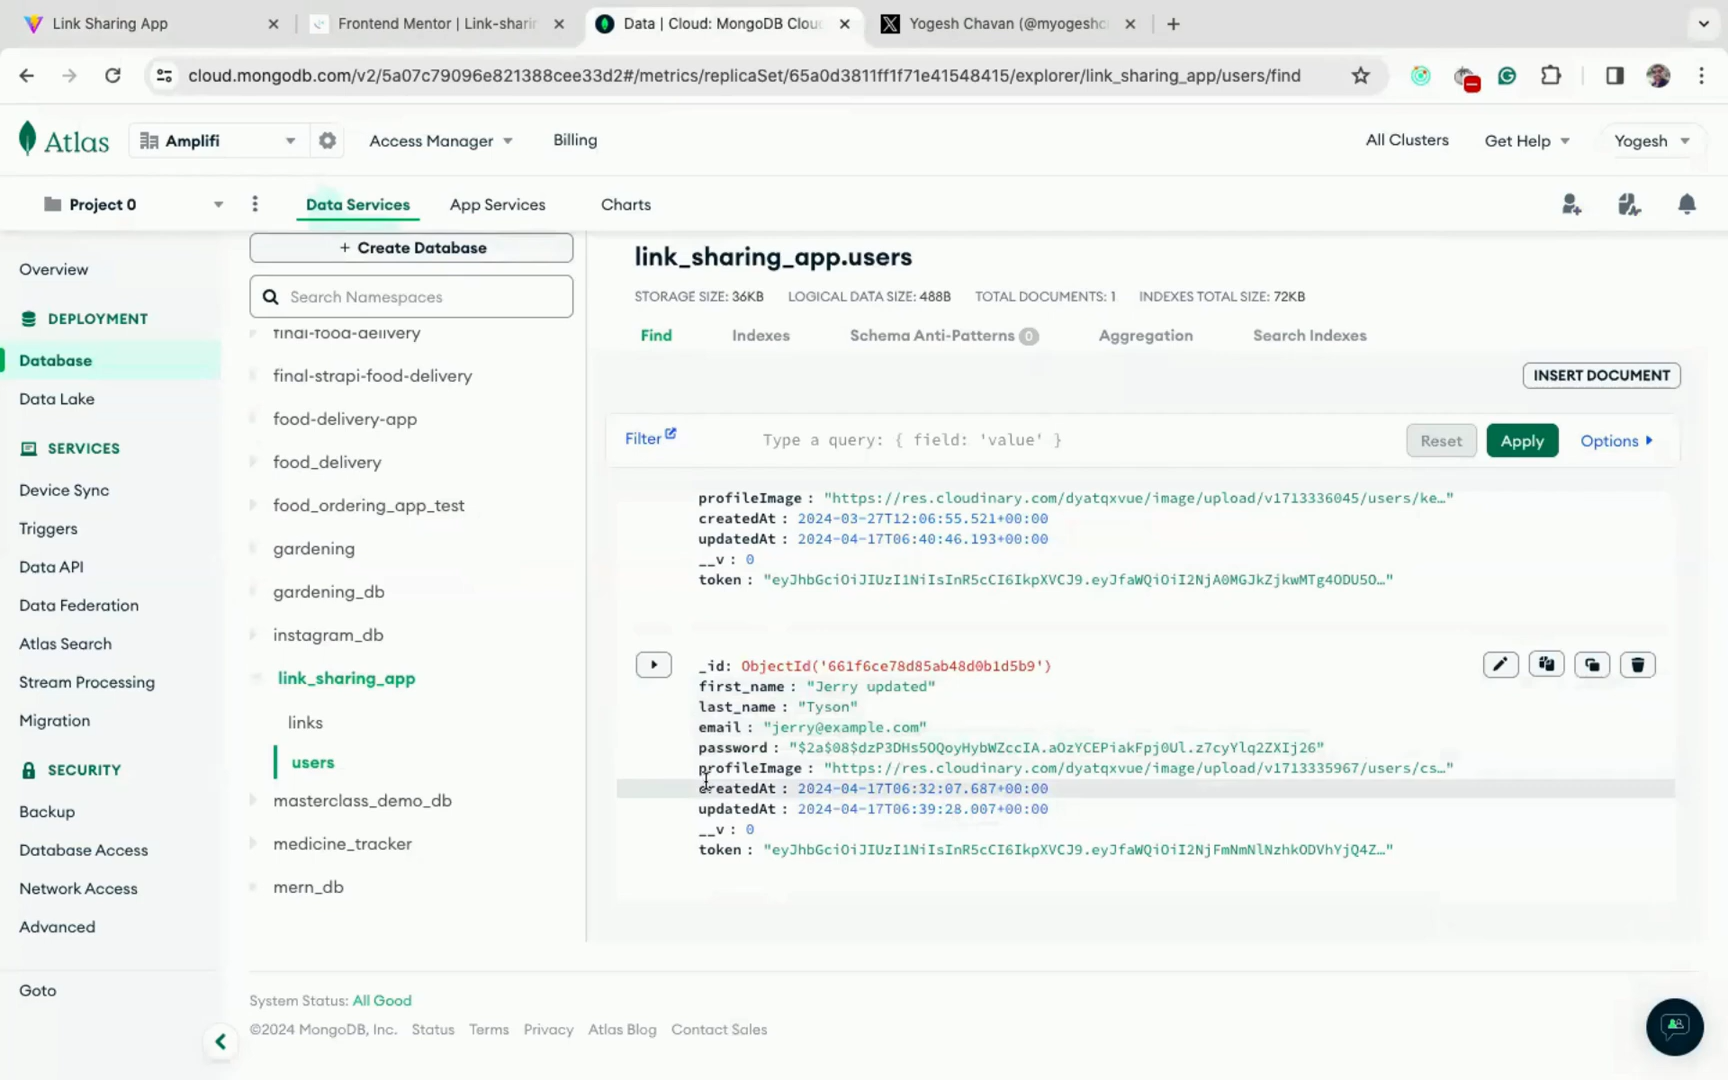 Link Sharing App
Frontend Mentor | Link-sharin
Data | Cloud: MongoDB Cloud
Yogesh Chavan (@myogeshc
cloud.mongodb.com/v2/5a07c79096e821388cee33d2#/metrics/replicaSet/65a0d3811ff1f71e41548415/explorer/link_sharing_app/users/find
Atlas
Amplifi
Access Manager
Billing
All Clusters
Get Help
Yogesh
Project 0
Data Services
App Services
Charts
Overview
DEPLOYMENT
Database
Data Lake
SERVICES
Device Sync
Triggers
Data API
Data Federation
Atlas Search
Stream Processing
Migration
SECURITY
Backup
Database Access
Network Access
Advanced
Goto
+ Create Database
Search Namespaces
final-food-delivery
final-strapi-food-delivery
food-delivery-app
food_delivery
food_ordering_app_test
gardening
gardening_db
instagram_db
link_sharing_app
links
users
masterclass_demo_db
medicine_tracker
mern_db
link_sharing_app.users
STORAGE SIZE: 36KB LOGICAL DATA SIZE: 488B TOTAL DOCUMENTS: 1 INDEXES TOTAL SIZE: 72KB
Find
Indexes
Schema Anti-Patterns 0
Aggregation
Search Indexes
INSERT DOCUMENT
Filter
Type a query: { field: 'value' }
Reset
Apply
Options
profileImage : "https://res.cloudinary.com/dyatqxvue/image/upload/v1713336045/users/ke…"
createdAt : 2024-03-27T12:06:55.521+00:00
updatedAt : 2024-04-17T06:40:46.193+00:00
__v : 0
token : "eyJhbGciOiJIUzI1NiIsInR5cCI6IkpXVCJ9.eyJfaWQiOiI2NjA0MGJkZjkwMTg4ODU5O…"
_id: ObjectId('661f6ce78d85ab48d0b1d5b9')
first_name : "Jerry updated"
last_name : "Tyson"
email : "jerry@example.com"
password : "$2a$08$dzP3DHs5OQoyHybWZccIA.aOzYCEPiakFpj0Ul.z7cyYlq2ZXIj26"
profileImage : "https://res.cloudinary.com/dyatqxvue/image/upload/v1713335967/users/cs…"
createdAt : 2024-04-17T06:32:07.687+00:00
updatedAt : 2024-04-17T06:39:28.007+00:00
__v : 0
token : "eyJhbGciOiJIUzI1NiIsInR5cCI6IkpXVCJ9.eyJfaWQiOiI2NjFmNmNlNzhkODVhYjQ4Z…"
System Status: All Good
©2024 MongoDB, Inc. Status Terms Privacy Atlas Blog Contact Sales